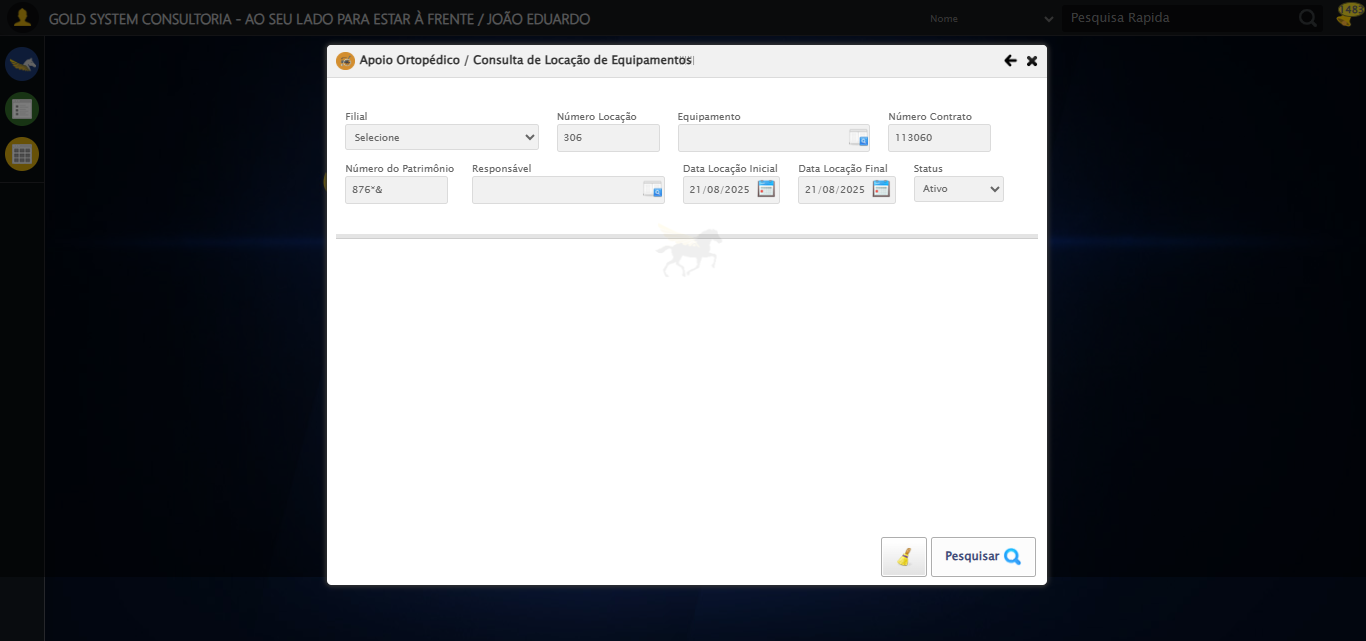 GOLD SYSTEM CONSULTORIA - AO SEU LADO PARA ESTAR À FRENTE / JOÃO EDUARDO
Nome
Pesquisa Rapida
1483
Apoio Ortopédico / Consulta de Locação de Equipamentos
Filial
Número Locação
Equipamento
Número Contrato
Selecione
306
113060
Número do Patrimônio
Responsável
Data Locação Inicial
Data Locação Final
Status
876*&
21/08/2025
21/08/2025
Ativo
Pesquisar